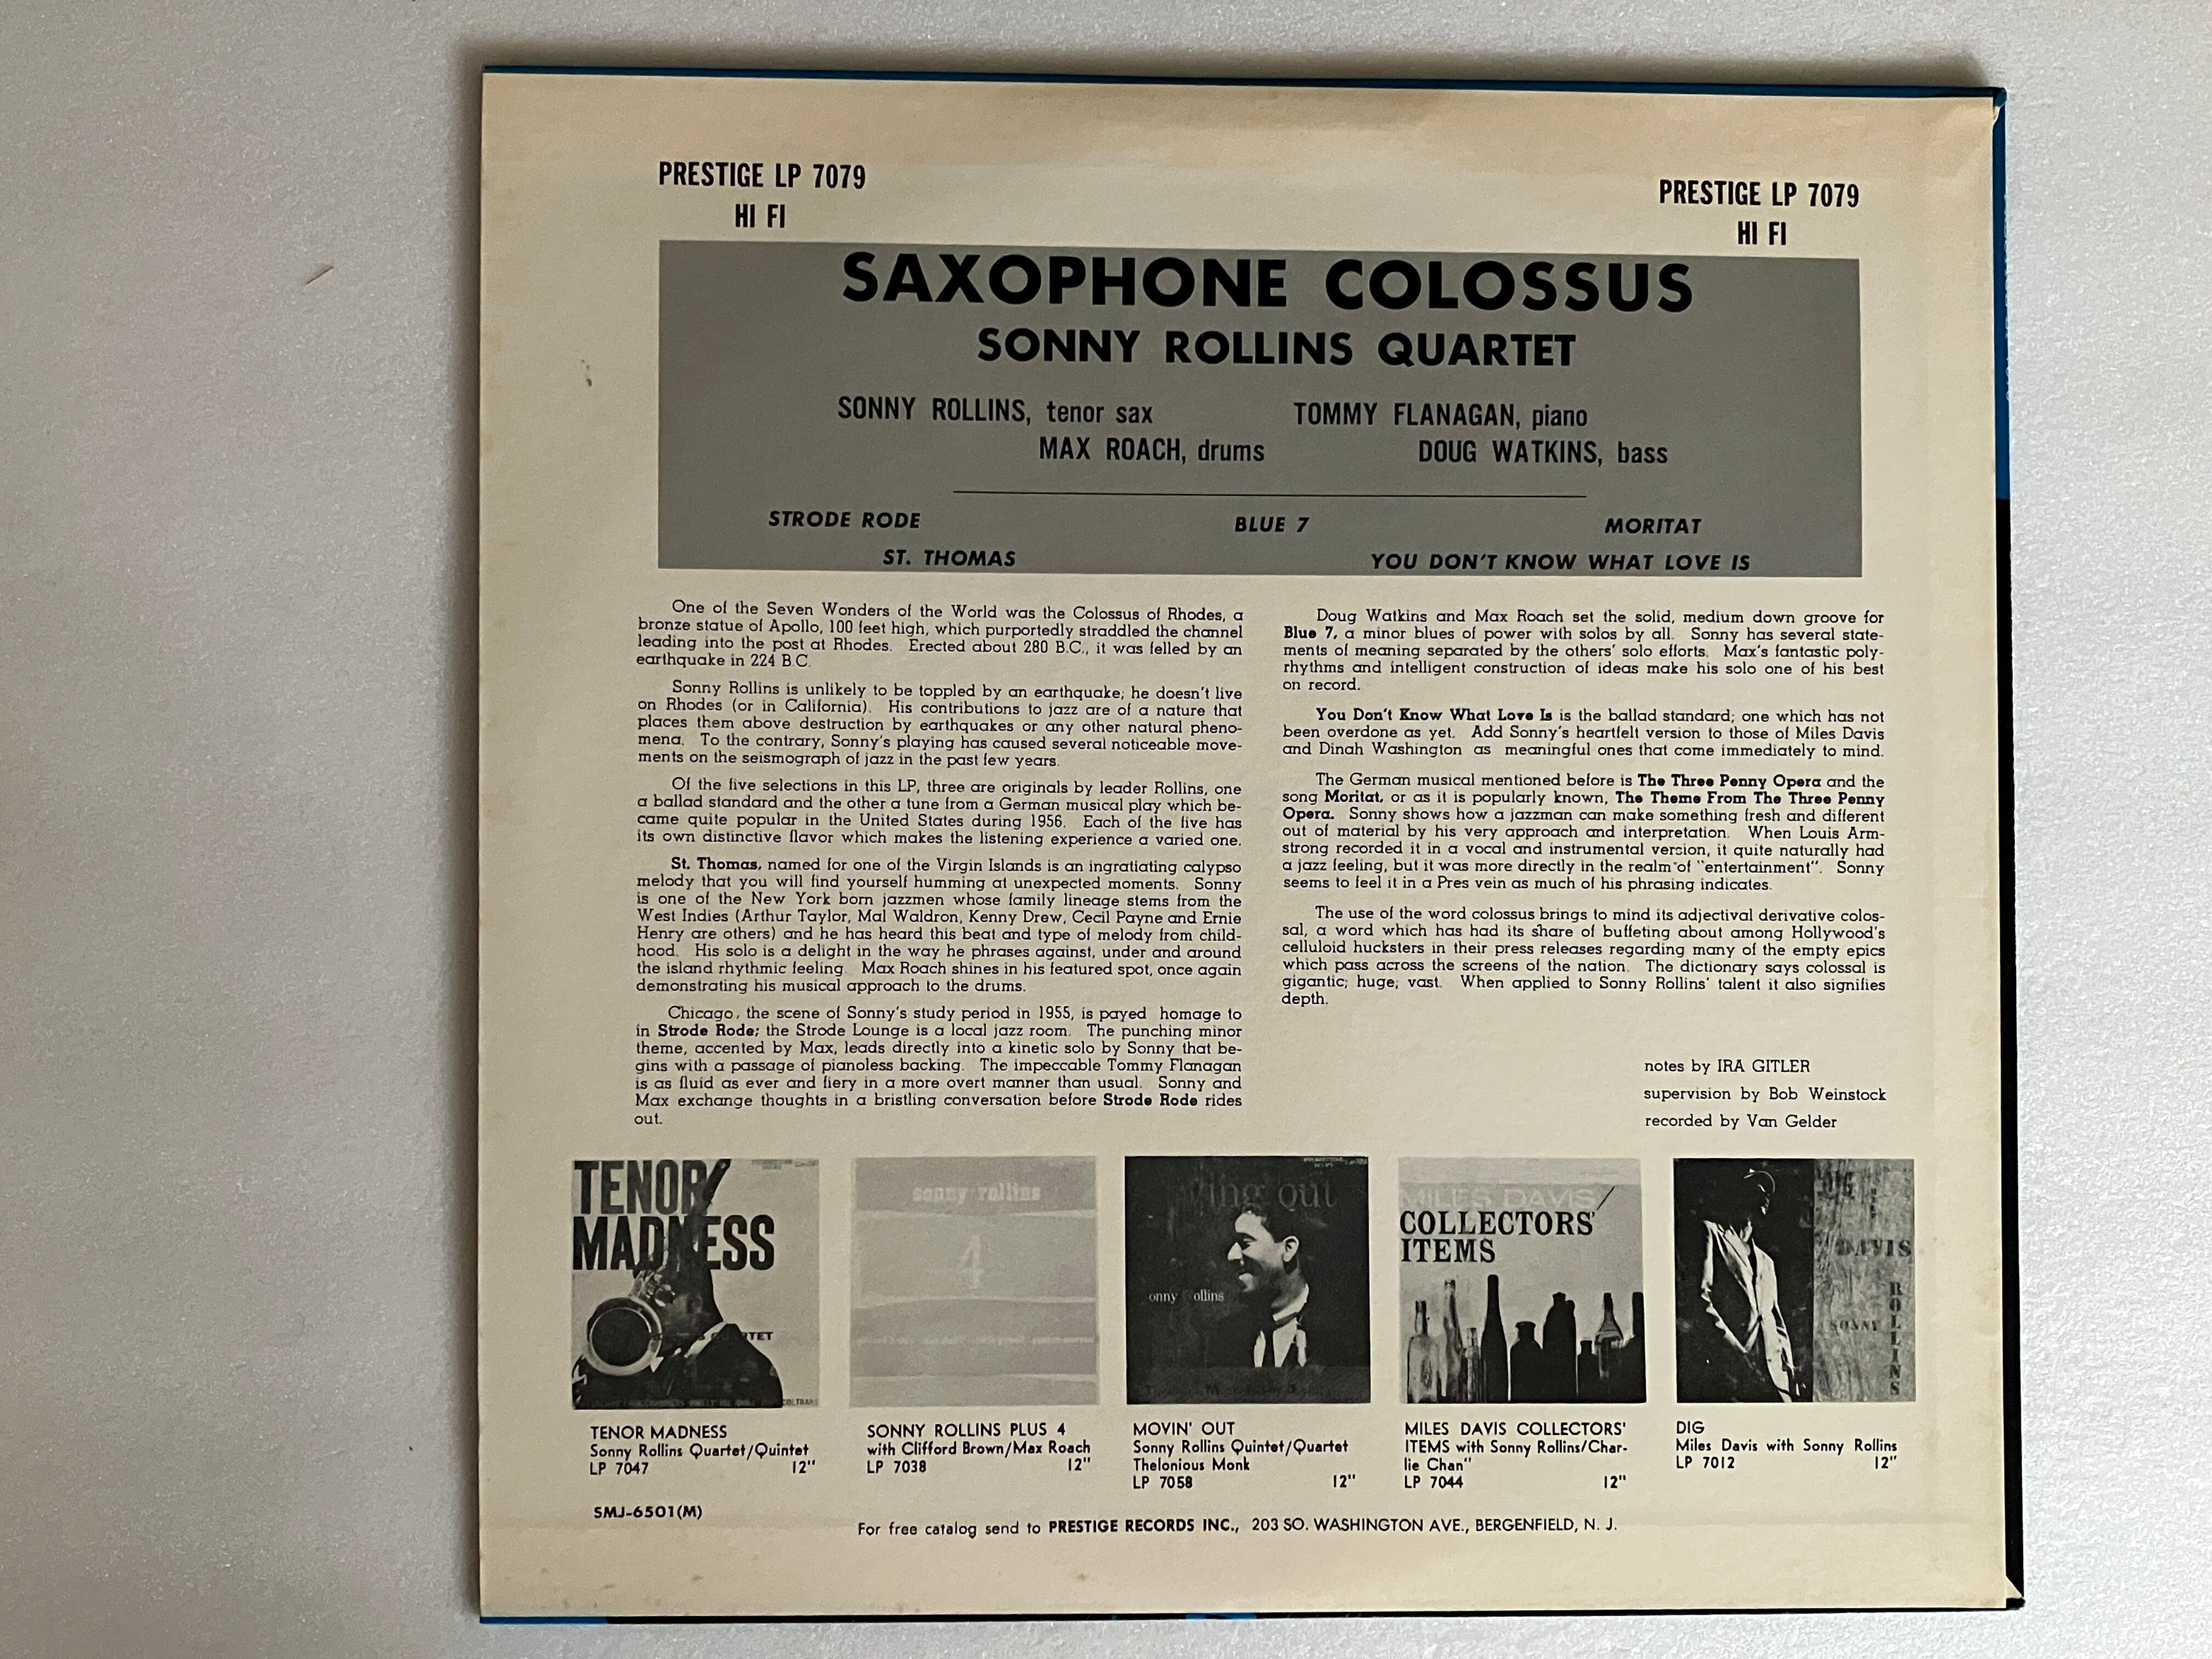 PRESTIGE LP 7079
HI FI
PRESTIGE LP 7079
HI FI
SAXOPHONE COLOSSUS
SONNY ROLLINS QUARTET
SONNY ROLLINS, tenor sax TOMMY FLANAGAN, piano
MAX ROACH, drums DOUG WATKINS, bass
STRODE RODE BLUE 7 MORITAT
ST. THOMAS YOU DON'T KNOW WHAT LOVE IS
One of the Seven Wonders of the World was the Colossus of Rhodes, a
bronze statue of Apollo, 100 feet high, which purportedly straddled the channel
leading into the post at Rhodes. Erected about 280 B.C., it was felled by an
earthquake in 224 B.C.
Sonny Rollins is unlikely to be toppled by an earthquake; he doesn't live
on Rhodes (or in California). His contributions to jazz are of a nature that
places them above destruction by earthquakes or any other natural pheno-
mena. To the contrary, Sonny's playing has caused several noticeable move-
ments on the seismograph of jazz in the past few years.
Of the five selections in this LP, three are originals by leader Rollins, one
a ballad standard and the other a tune from a German musical play which be-
came quite popular in the United States during 1956. Each of the five has
its own distinctive flavor which makes the listening experience a varied one.
St. Thomas, named for one of the Virgin Islands is an ingratiating calypso
melody that you will find yourself humming at unexpected moments. Sonny
is one of the New York born jazzmen whose family lineage stems from the
West Indies (Arthur Taylor, Mal Waldron, Kenny Drew, Cecil Payne and Ernie
Henry are others) and he has heard this beat and type of melody from child-
hood. His solo is a delight in the way he phrases against, under and around
the island rhythmic feeling. Max Roach shines in his featured spot, once again
demonstrating his musical approach to the drums.
Chicago, the scene of Sonny's study period in 1955, is payed homage to
in Strode Rode; the Strode Lounge is a local jazz room. The punching minor
theme, accented by Max, leads directly into a kinetic solo by Sonny that be-
gins with a passage of pianoless backing. The impeccable Tommy Flanagan
is as fluid as ever and fiery in a more overt manner than usual. Sonny and
Max exchange thoughts in a bristling conversation before Strode Rode rides
out.
Doug Watkins and Max Roach set the solid, medium down groove for
Blue 7, a minor blues of power with solos by all. Sonny has several state-
ments of meaning separated by the others' solo efforts. Max's fantastic poly-
rhythms and intelligent construction of ideas make his solo one of his best
on record.
You Don't Know What Love Is is the ballad standard; one which has not
been overdone as yet. Add Sonny's heartfelt version to those of Miles Davis
and Dinah Washington as meaningful ones that come immediately to mind.
The German musical mentioned before is The Three Penny Opera and the
song Moritat, or as it is popularly known, The Theme From The Three Penny
Opera. Sonny shows how a jazzman can make something fresh and different
out of material by his very approach and interpretation. When Louis Arm-
strong recorded it in a vocal and instrumental version, it quite naturally had
a jazz feeling, but it was more directly in the realm of "entertainment". Sonny
seems to feel it in a Pres vein as much of his phrasing indicates.
The use of the word colossus brings to mind its adjectival derivative colos-
sal, a word which has had its share of buffeting about among Hollywood's
celluloid hucksters in their press releases regarding many of the empty epics
which pass across the screens of the nation. The dictionary says colossal is
gigantic; huge; vast. When applied to Sonny Rollins' talent it also signifies
depth.
notes by IRA GITLER
supervision by Bob Weinstock
recorded by Van Gelder
TENOR
MADNESS
sonny rollins
4
ving out
onny ollins
MILES DAVIS
COLLECTORS'
ITEMS
DIG
DAVIS
SONNY
ROLLINS
TENOR MADNESS
Sonny Rollins Quartet/Quintet
LP 7047 12"
SONNY ROLLINS PLUS 4
with Clifford Brown/Max Roach
LP 7038 12"
MOVIN' OUT
Sonny Rollins Quintet/Quartet
Thelonious Monk
LP 7058 12"
MILES DAVIS COLLECTORS'
ITEMS with Sonny Rollins/Char-
lie Chan"
LP 7044 12"
DIG
Miles Davis with Sonny Rollins
LP 7012 12"
SMJ-6501(M)
For free catalog send to PRESTIGE RECORDS INC., 203 SO. WASHINGTON AVE., BERGENFIELD, N. J.